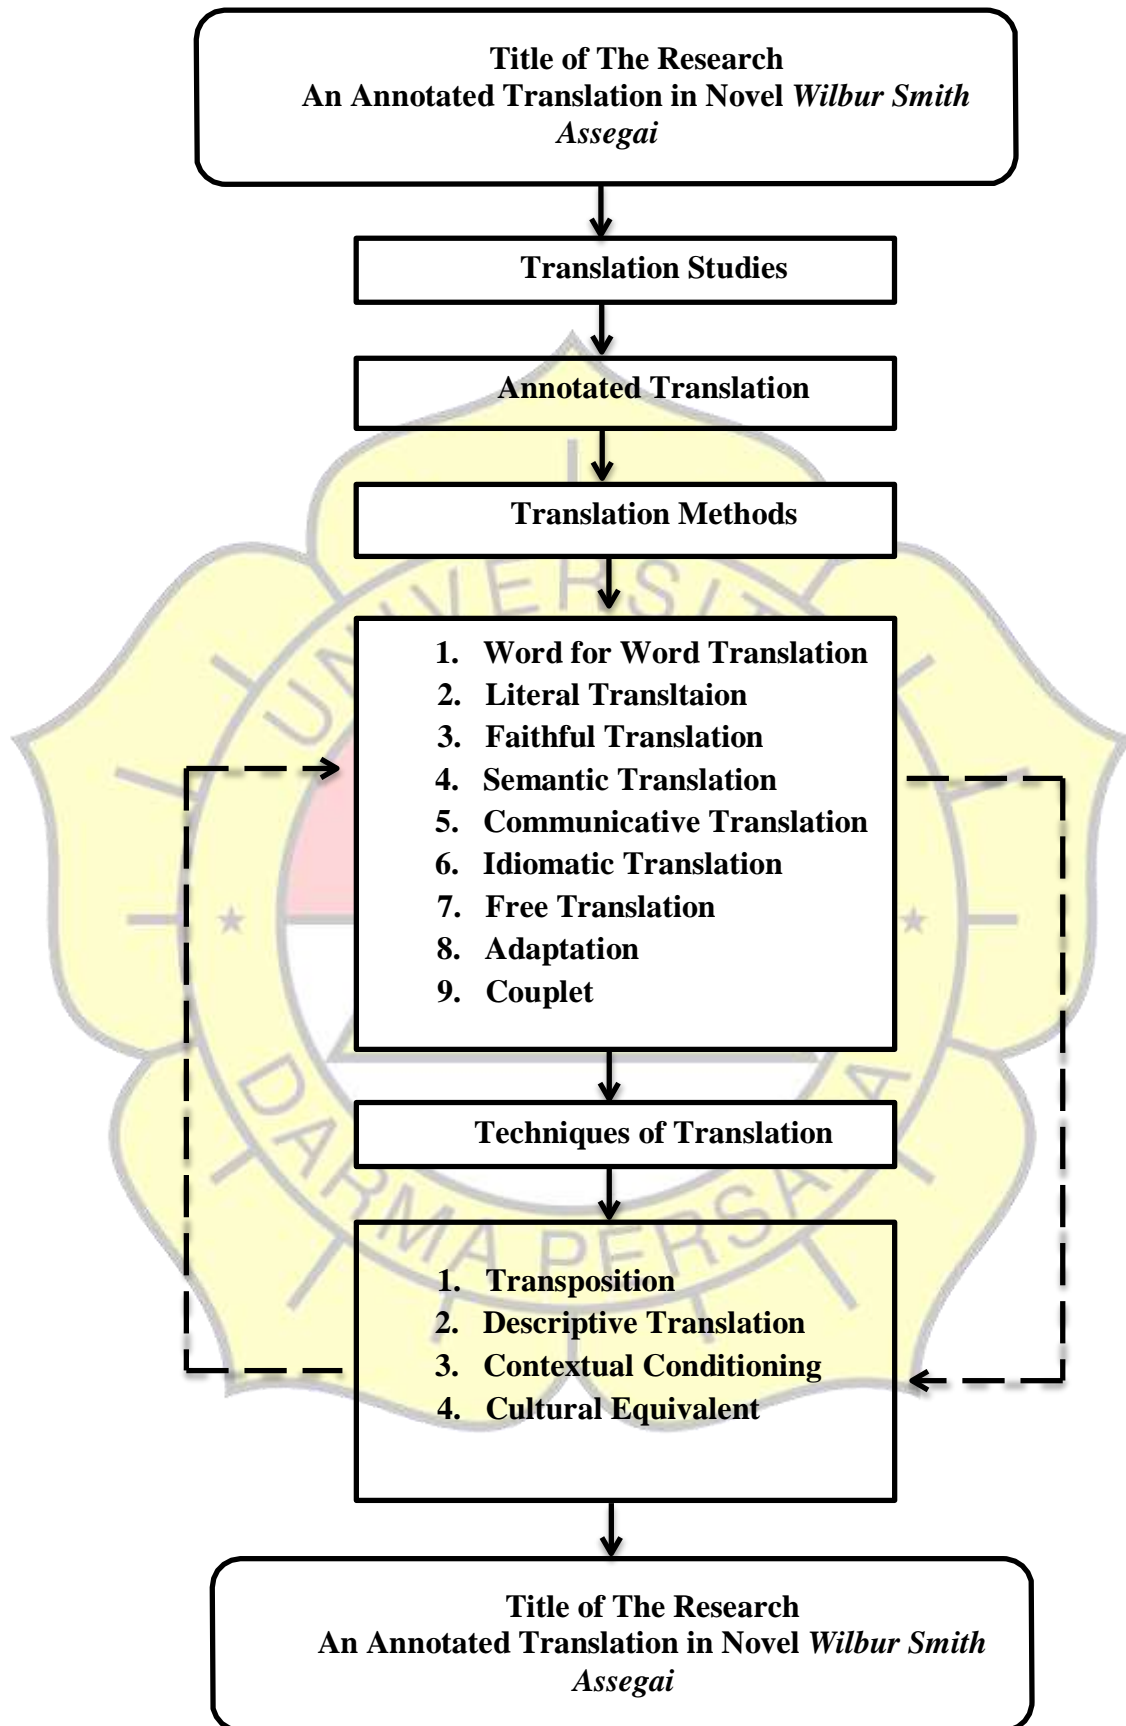 Title of The Research
An Annotated Translation in Novel Wilbur Smith
Assegai
Translation Studies
Annotated Translation
Translation Methods
UNIVERSIT
1. Word for Word Translation
2. Literal Transltaion
3. Faithful Translation
4. Semantic Translation
5. Communicative Translation
6. Idiomatic Translation
7. Free Translation
8. Adaptation
9. Couplet
Techniques of Translation
DARMA PERSADA
1. Transposition
2. Descriptive Translation
3. Contextual Conditioning
4. Cultural Equivalent
Title of The Research
An Annotated Translation in Novel Wilbur Smith
Assegai